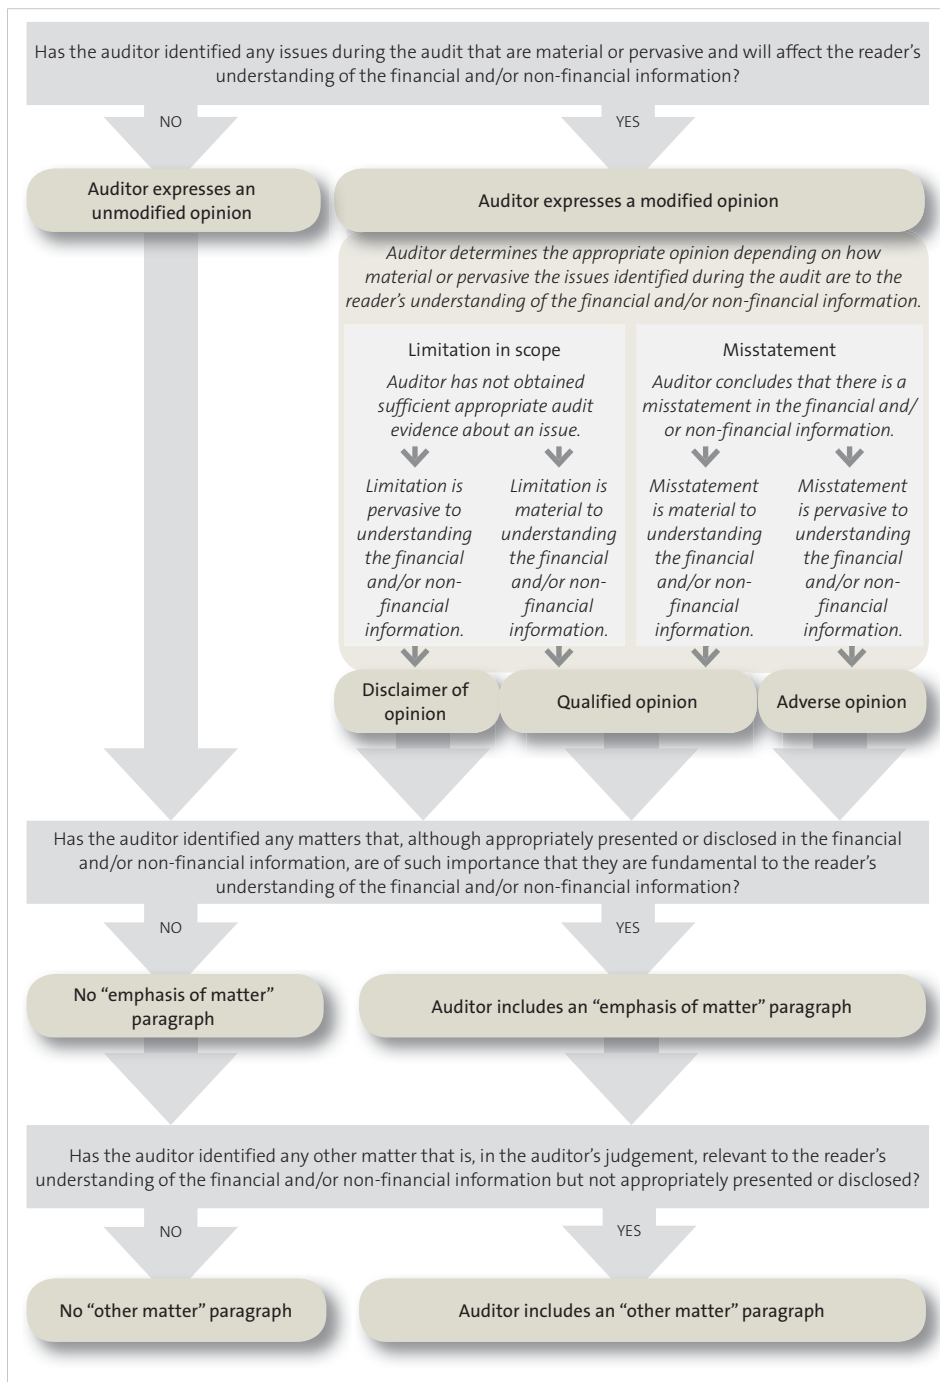 Has the auditor identified any issues during the audit that are material or pervasive and will affect the reader’s
understanding of the financial and/or non-financial information?
NO
YES
Auditor expresses an
unmodified opinion
Auditor expresses a modified opinion
Auditor determines the appropriate opinion depending on how
material or pervasive the issues identified during the audit are to the
reader’s understanding of the financial and/or non-financial information.
Limitation in scope
Auditor has not obtained
sufficient appropriate audit
evidence about an issue.
Misstatement
Auditor concludes that there is a
misstatement in the financial and/
or non-financial information.
Limitation is
pervasive to
understanding
the financial
and/or non-
financial
information.
Limitation is
material to
understanding
the financial
and/or non-
financial
information.
Misstatement
is material to
understanding
the financial
and/or non-
financial
information.
Misstatement
is pervasive to
understanding
the financial
and/or non-
financial
information.
Disclaimer of
opinion
Qualified opinion
Adverse opinion
Has the auditor identified any matters that, although appropriately presented or disclosed in the financial
and/or non-financial information, are of such importance that they are fundamental to the reader’s
understanding of the financial and/or non-financial information?
NO
YES
No “emphasis of matter”
paragraph
Auditor includes an “emphasis of matter” paragraph
Has the auditor identified any other matter that is, in the auditor’s judgement, relevant to the reader’s
understanding of the financial and/or non-financial information but not appropriately presented or disclosed?
NO
YES
No “other matter” paragraph
Auditor includes an “other matter” paragraph